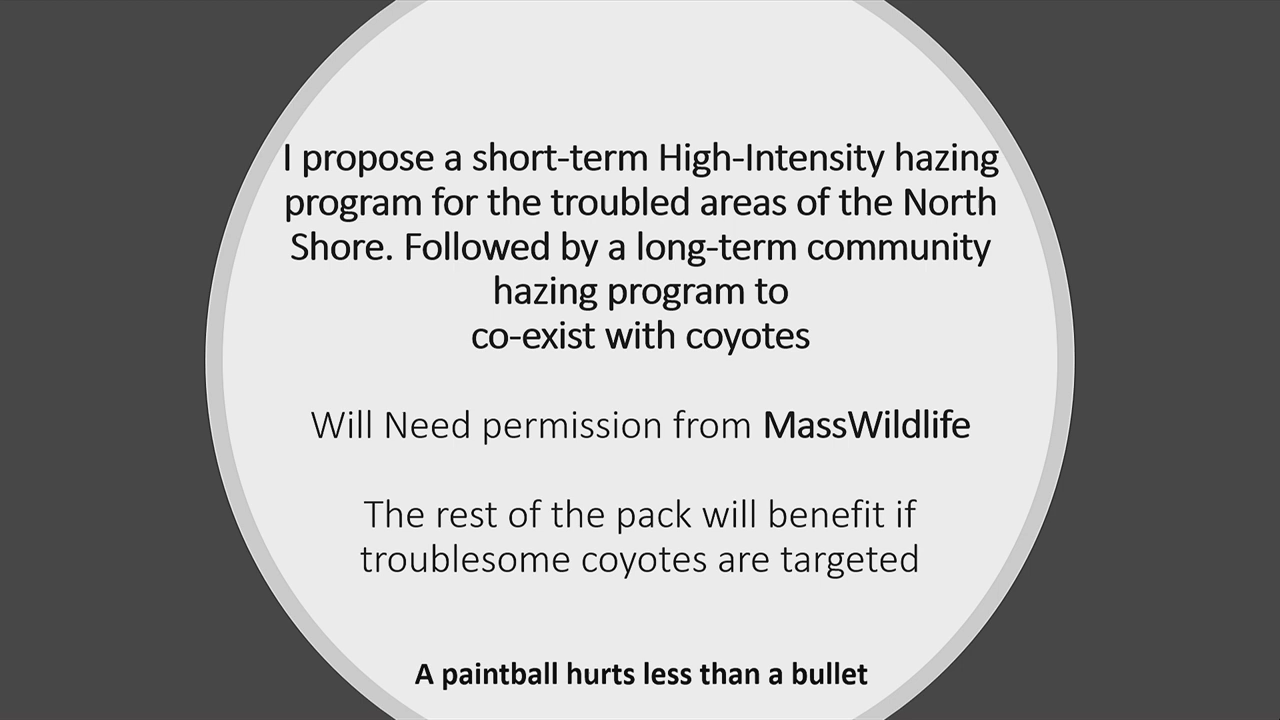 I propose a short-term High-Intensity hazing
program for the troubled areas of the North
Shore. Followed by a long-term community
hazing program to
co-exist with coyotes
Will Need permission from MassWildlife
The rest of the pack will benefit if
troublesome coyotes are targeted
A paintball hurts less than a bullet